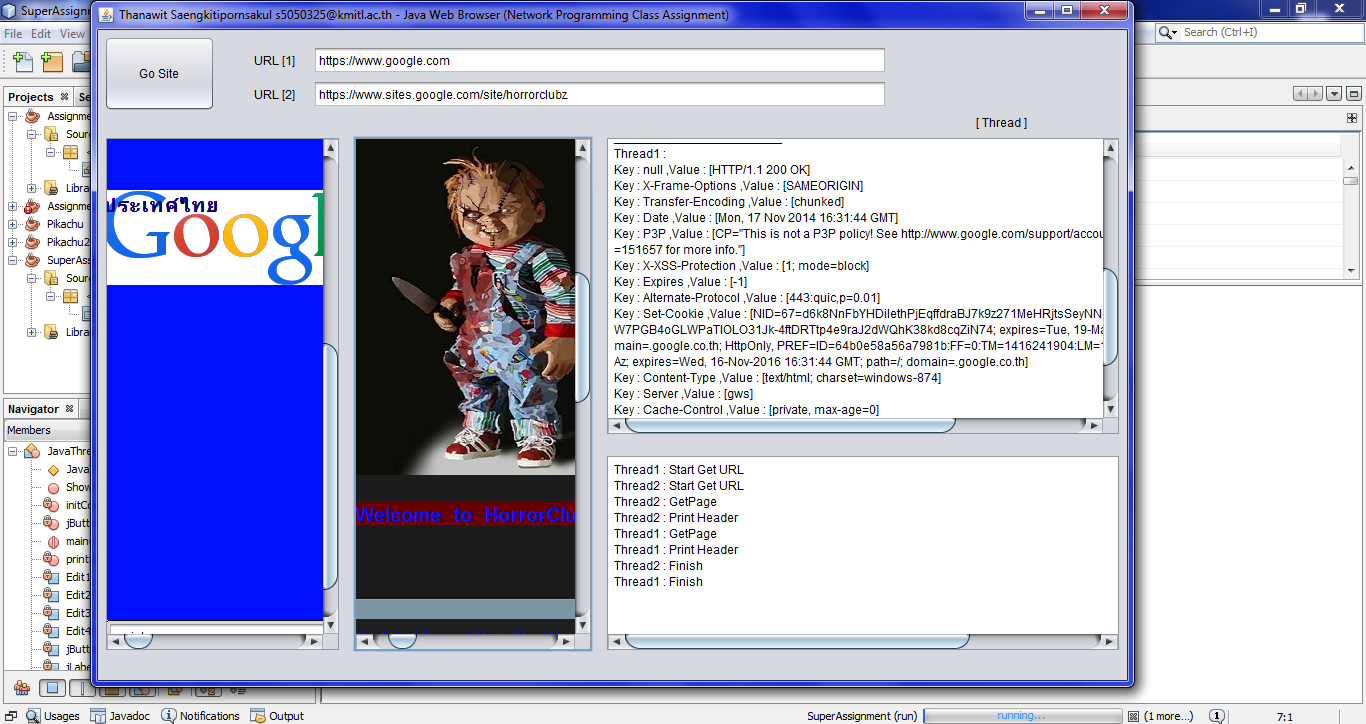 SuperAssignm
Thanawit Saengkitipornsakul s5050325@kmitl.ac.th - Java Web Browser (Network Programming Class Assignment)
File Edit View
Search (Ctrl+I)
Go Site
URL [1]
https://www.google.com
URL [2]
https://www.sites.google.com/site/horrorclubz
[ Thread ]
Projects
Se
Assignme
Sour
Libra
Assignme
Pikachu
Pikachu2
SuperAss
Sour
Libra
Navigator
Members
JavaThre
Java
Show
initCo
jButt
main
print
Edit1
Edit2
Edit3
Edit4
jButt
jLabe
ประเทศไทย
Googl
Welcome to HorrorClu
Thread1 :
Key : null ,Value : [HTTP/1.1 200 OK]
Key : X-Frame-Options ,Value : [SAMEORIGIN]
Key : Transfer-Encoding ,Value : [chunked]
Key : Date ,Value : [Mon, 17 Nov 2014 16:31:44 GMT]
Key : P3P ,Value : [CP="This is not a P3P policy! See http://www.google.com/support/accou
=151657 for more info."]
Key : X-XSS-Protection ,Value : [1; mode=block]
Key : Expires ,Value : [-1]
Key : Alternate-Protocol ,Value : [443:quic,p=0.01]
Key : Set-Cookie ,Value : [NID=67=d6k8NnFbYHDiIethPjEqffdraBJ7k9z271MeHRjtsSeyNN
W7PGB4oGLWPaTlOLO31Jk-4ftDRTtp4e9raJ2dWQhK38kd8cqZiN74; expires=Tue, 19-Ma
main=.google.co.th; HttpOnly, PREF=ID=64b0e58a56a7981b:FF=0:TM=1416241904:LM=1
Az; expires=Wed, 16-Nov-2016 16:31:44 GMT; path=/; domain=.google.co.th]
Key : Content-Type ,Value : [text/html; charset=windows-874]
Key : Server ,Value : [gws]
Key : Cache-Control ,Value : [private, max-age=0]
Thread1 : Start Get URL
Thread2 : Start Get URL
Thread2 : GetPage
Thread2 : Print Header
Thread1 : GetPage
Thread1 : Print Header
Thread2 : Finish
Thread1 : Finish
Usages Javadoc Notifications Output
SuperAssignment (run)
running...
(1 more...)
1
7:1